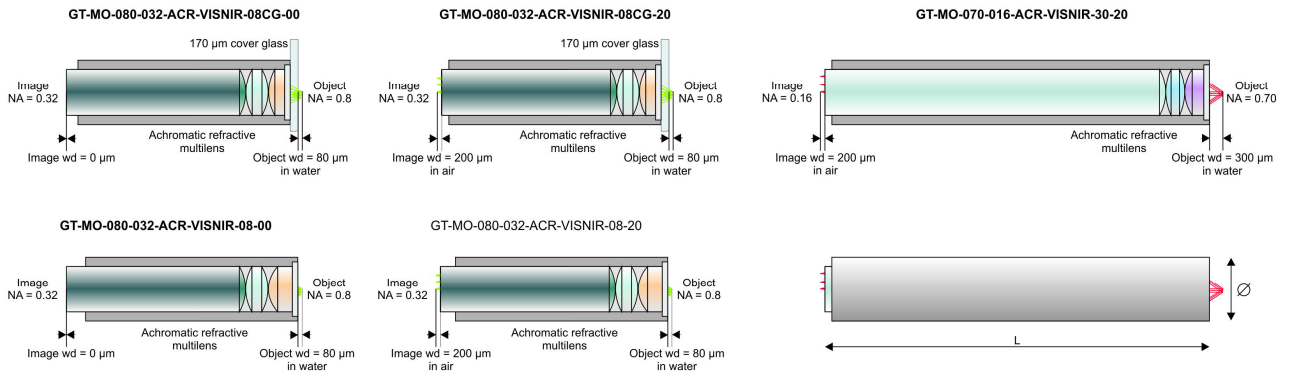 GT-MO-080-032-ACR-VISNIR-08CG-00
170 µm cover glass
Image
NA = 0.32
Object
NA = 0.8
Achromatic refractive
multilens
Image wd = 0 µm
Object wd = 80 µm
in water
GT-MO-080-032-ACR-VISNIR-08CG-20
170 µm cover glass
Image
NA = 0.32
Object
NA = 0.8
Achromatic refractive
multilens
Image wd = 200 µm
in air
Object wd = 80 µm
in water
GT-MO-070-016-ACR-VISNIR-30-20
Image
NA = 0.16
Object
NA = 0.70
Achromatic refractive
multilens
Image wd = 200 µm
in air
Object wd = 300 µm
in water
GT-MO-080-032-ACR-VISNIR-08-00
Image
NA = 0.32
Object
NA = 0.8
Achromatic refractive
multilens
Image wd = 0 µm
Object wd = 80 µm
in water
GT-MO-080-032-ACR-VISNIR-08-20
Image
NA = 0.32
Object
NA = 0.8
Achromatic refractive
multilens
Image wd = 200 µm
in air
Object wd = 80 µm
in water
Ø
L